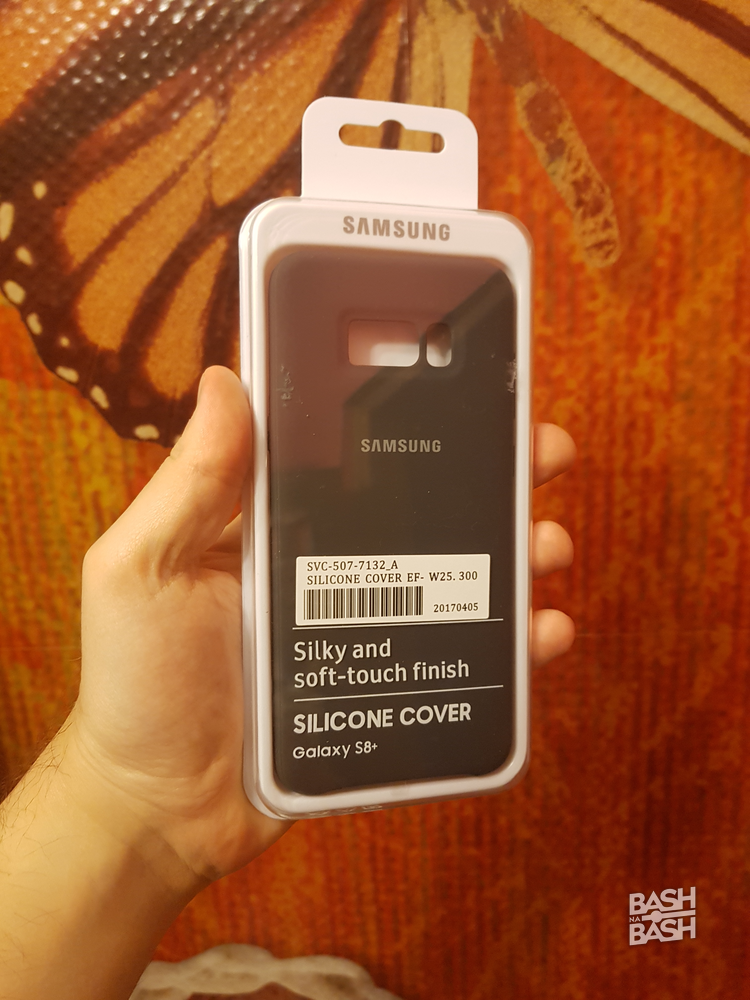 SAMSUNG
SAMSUNG
SVC-507-7132_A
SILICONE COVER EF- W25.300
20170405
Silky and
soft-touch finish
SILICONE COVER
Galaxy S8+
BASH
NA
BASH